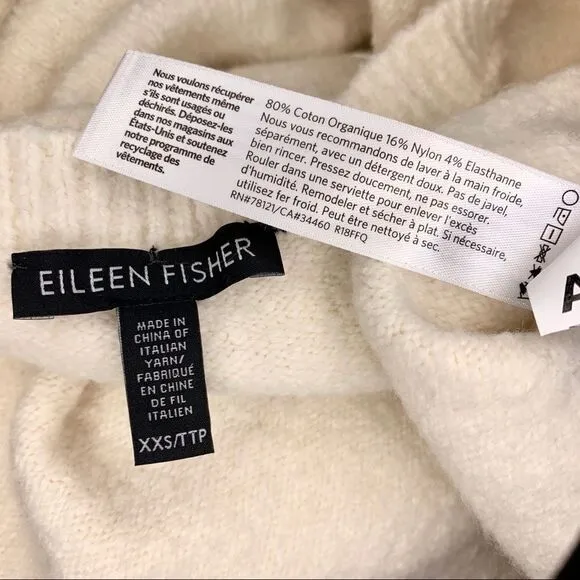 Nous voulons récupérer
nos vêtements même
s'ils sont usagés ou
déchirés. Déposez-les
dans nos magasins aux
États-Unis et soutenez
notre programme de
recyclage des
vêtements.
80% Coton Organique 16% Nylon 4% Elasthanne
Nous vous recommandons de laver à la main froide,
séparément, avec un détergent doux. Pas de javel,
bien rincer. Pressez doucement, ne pas essorer.
Rouler dans une serviette pour enlever l'excès
d'humidité. Remodeler et sécher à plat. Si nécessaire,
utilisez fer froid. Peut être nettoyé à sec.
RN#78121/CA#34460 R18FFQ
A
EILEEN FISHER
MADE IN
CHINA OF
ITALIAN
YARN/
FABRIQUÉ
EN CHINE
DE FIL
ITALIEN
XXS/TTP